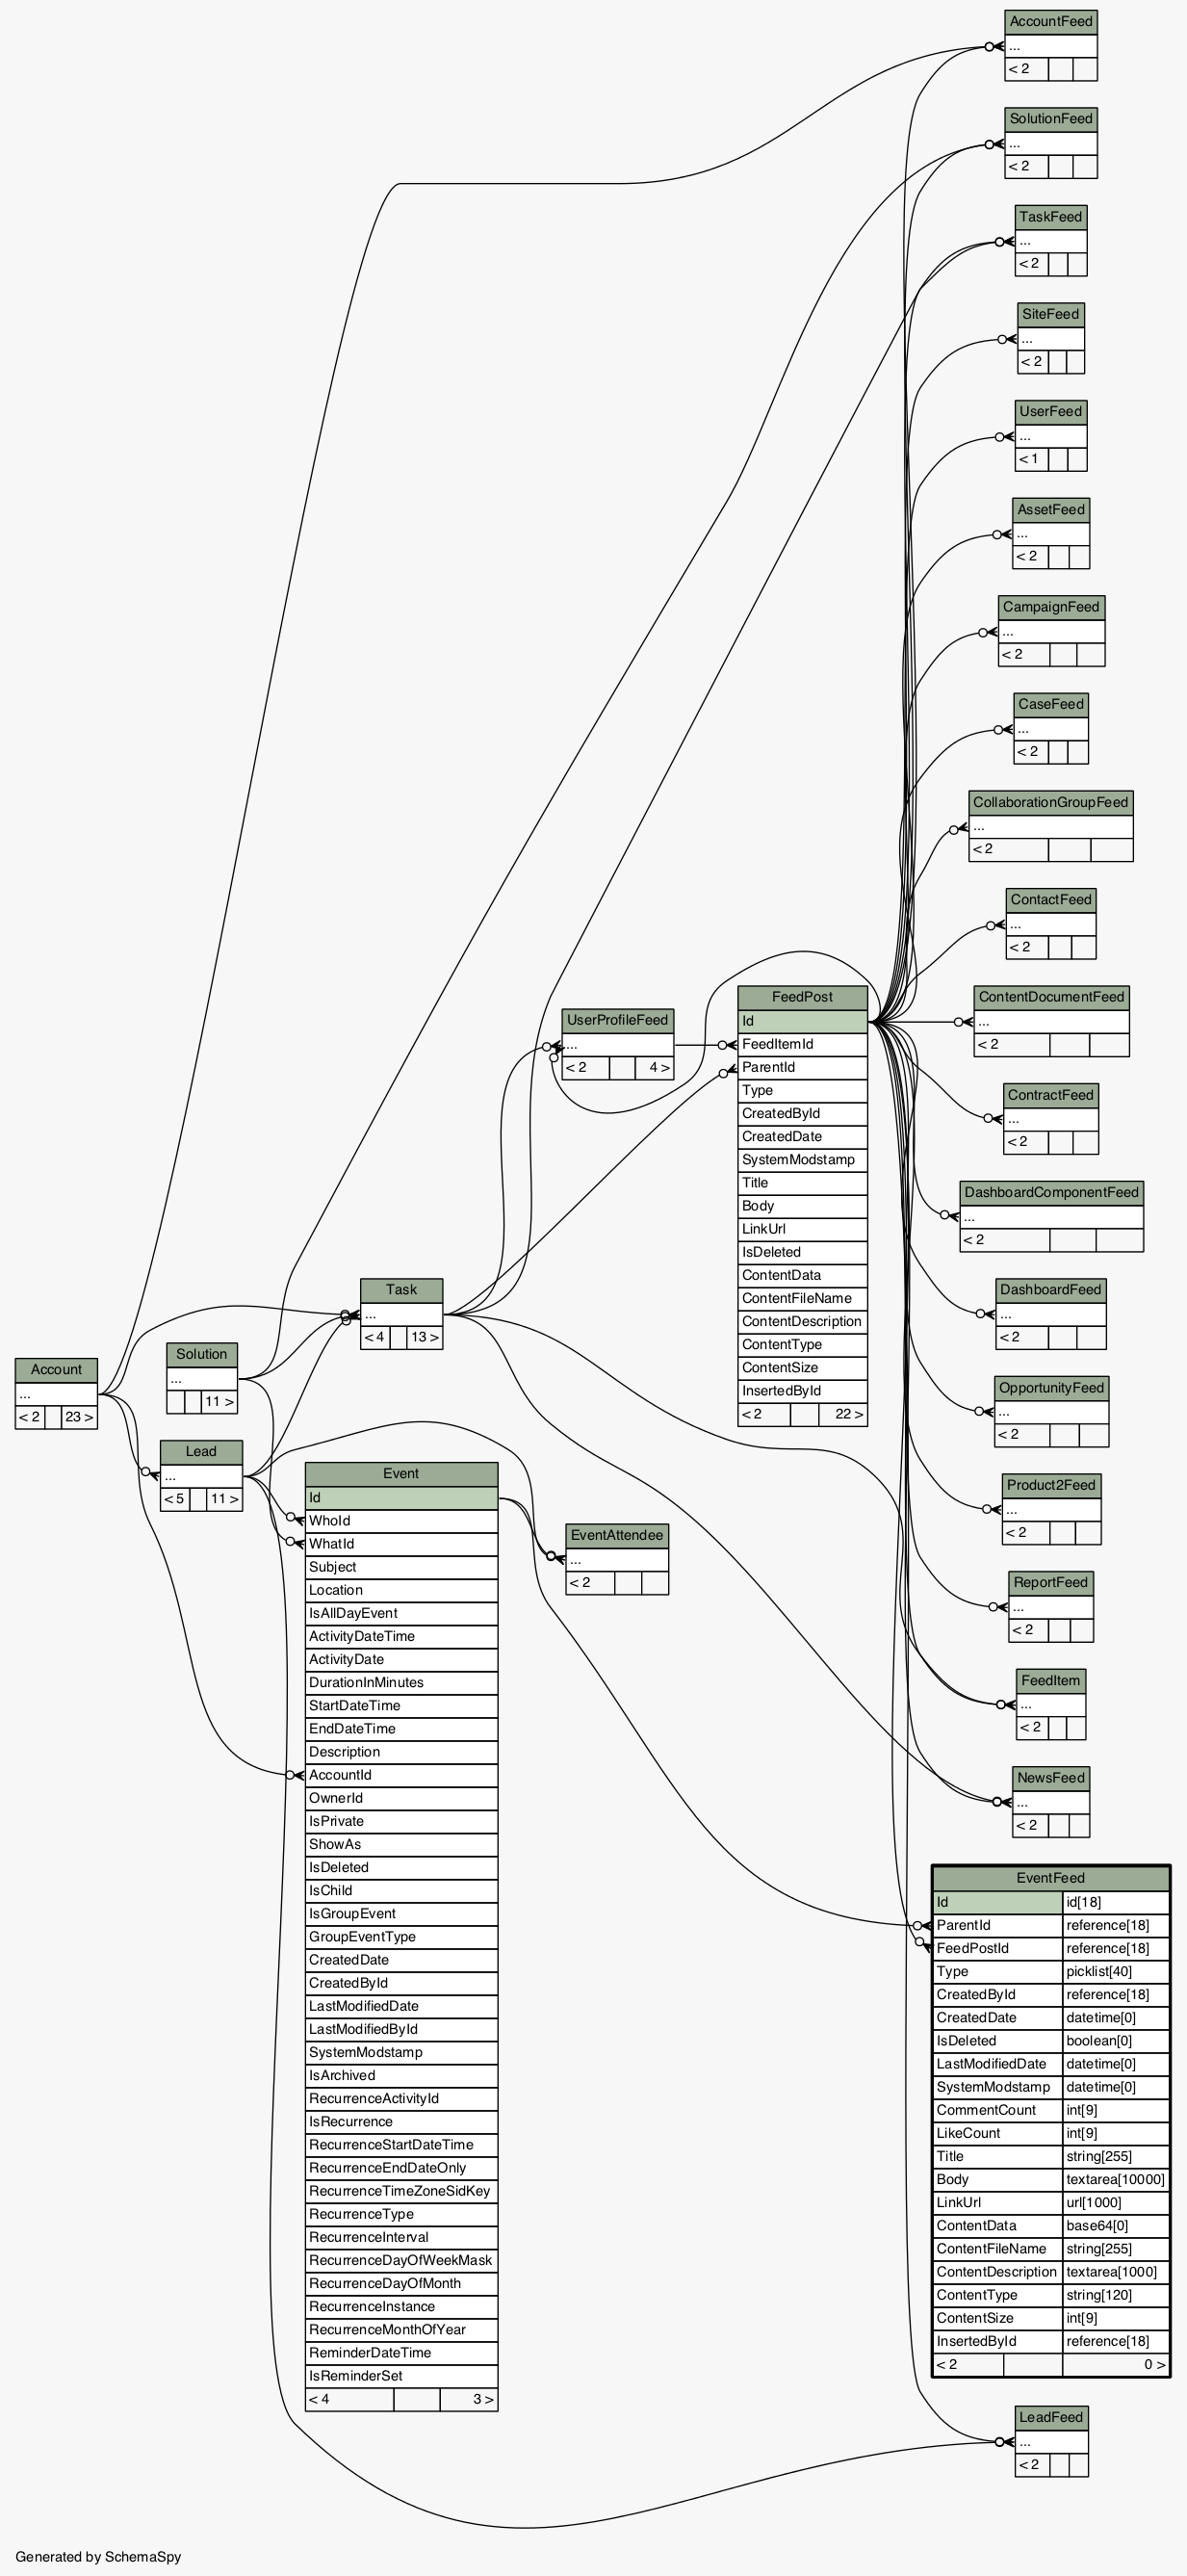 AccountFeed
...
< 2
SolutionFeed
...
< 2
TaskFeed
...
< 2
SiteFeed
...
< 2
UserFeed
...
< 1
AssetFeed
...
< 2
CampaignFeed
...
< 2
CaseFeed
...
< 2
CollaborationGroupFeed
...
< 2
ContactFeed
...
< 2
ContentDocumentFeed
...
< 2
ContractFeed
...
< 2
DashboardComponentFeed
...
< 2
DashboardFeed
...
< 2
OpportunityFeed
...
< 2
Product2Feed
...
< 2
ReportFeed
...
< 2
FeedItem
...
< 2
NewsFeed
...
< 2
FeedPost
Id
FeedItemId
ParentId
Type
CreatedById
CreatedDate
SystemModstamp
Title
Body
LinkUrl
IsDeleted
ContentData
ContentFileName
ContentDescription
ContentType
ContentSize
InsertedById
< 2 22 >
UserProfileFeed
...
< 2 4 >
Task
...
< 4 13 >
Solution
...
11 >
Account
...
< 2 23 >
Lead
...
< 5 11 >
Event
Id
WhoId
WhatId
Subject
Location
IsAllDayEvent
ActivityDateTime
ActivityDate
DurationInMinutes
StartDateTime
EndDateTime
Description
AccountId
OwnerId
IsPrivate
ShowAs
IsDeleted
IsChild
IsGroupEvent
GroupEventType
CreatedDate
CreatedById
LastModifiedDate
LastModifiedById
SystemModstamp
IsArchived
RecurrenceActivityId
IsRecurrence
RecurrenceStartDateTime
RecurrenceEndDateOnly
RecurrenceTimeZoneSidKey
RecurrenceType
RecurrenceInterval
RecurrenceDayOfWeekMask
RecurrenceDayOfMonth
RecurrenceInstance
RecurrenceMonthOfYear
ReminderDateTime
IsReminderSet
< 4 3 >
EventAttendee
...
< 2
EventFeed
Id id[18]
ParentId reference[18]
FeedPostId reference[18]
Type picklist[40]
CreatedById reference[18]
CreatedDate datetime[0]
IsDeleted boolean[0]
LastModifiedDate datetime[0]
SystemModstamp datetime[0]
CommentCount int[9]
LikeCount int[9]
Title string[255]
Body textarea[10000]
LinkUrl url[1000]
ContentData base64[0]
ContentFileName string[255]
ContentDescription textarea[1000]
ContentType string[120]
ContentSize int[9]
InsertedById reference[18]
< 2 0 >
LeadFeed
...
< 2
Generated by SchemaSpy